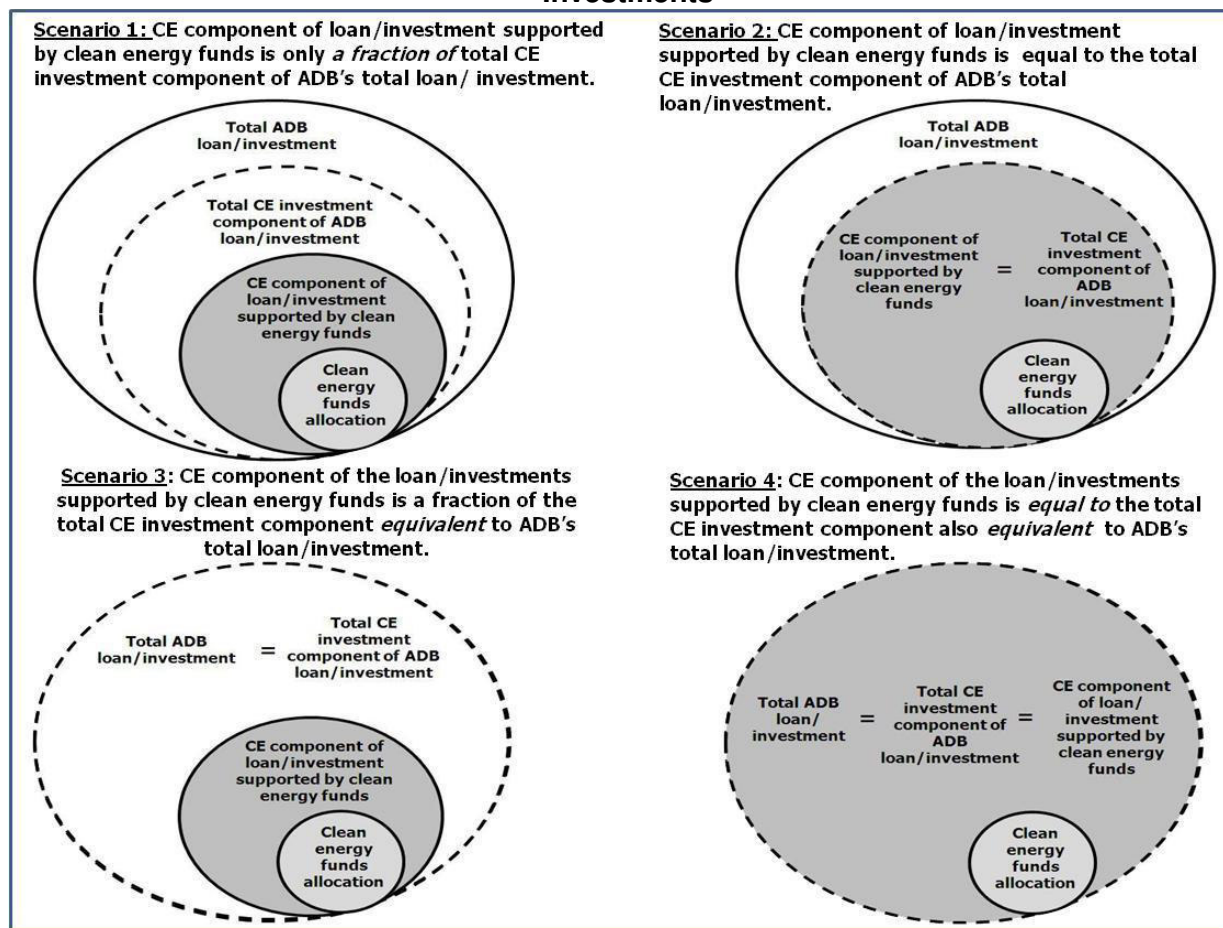 Investments
Scenario 1: CE component of loan/investment supported
by clean energy funds is only a fraction of total CE
investment component of ADB's total loan/ investment.
Total ADB
loan/investment
Total CE investment
component of ADB
loan/investment
CE component of
loan/investment
supported by clean
energy funds
Clean
energy
funds
allocation
Scenario 2: CE component of loan/investment
supported by clean energy funds is equal to the total
CE investment component of ADB's total
loan/investment.
Total ADB
loan/investment
CE component of
loan/investment
supported by
clean energy
funds
=
Total CE
investment
component of
ADB
loan/investment
Clean
energy
funds
allocation
Scenario 3: CE component of the loan/investments
supported by clean energy funds is a fraction of the
total CE investment component equivalent to ADB's
total loan/investment.
Total ADB
loan/investment
=
Total CE
investment
component of ADB
loan/investment
CE component of
loan/investment
supported by clean
energy funds
Clean
energy
funds
allocation
Scenario 4: CE component of the loan/investments
supported by clean energy funds is equal to the total
CE investment component also equivalent to ADB's
total loan/investment.
Total ADB
loan/
investment
=
Total CE
investment
component of
ADB
loan/investment
=
CE component
of loan/
investment
supported by
clean energy
funds
Clean
energy
funds
allocation